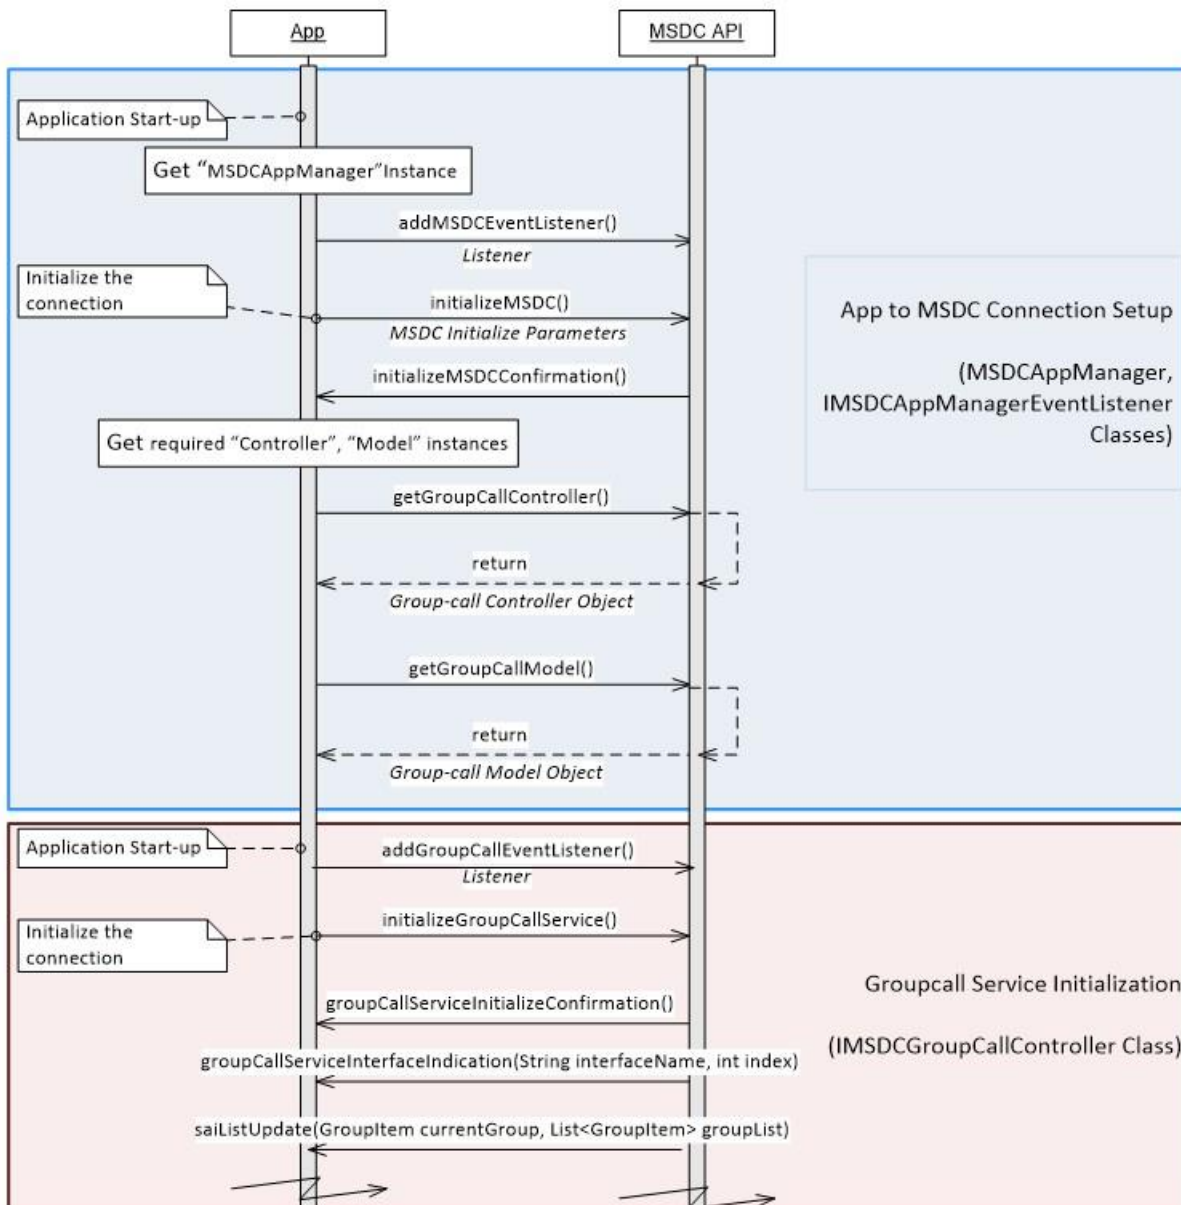 App
MSDC API
Application Start-up
Get “MSDCAppManager”Instance
addMSDCEventListener()
Listener
Initialize the
connection
initializeMSDC()
MSDC Initialize Parameters
App to MSDC Connection Setup
(MSDCAppManager,
IMSDCAppManagerEventListener
Classes)
initializeMSDCConfirmation()
Get required “Controller”, “Model” instances
getGroupCallController()
return
Group-call Controller Object
getGroupCallModel()
return
Group-call Model Object
Application Start-up
addGroupCallEventListener()
Listener
Initialize the
connection
initializeGroupCallService()
Groupcall Service Initialization
(IMSDCGroupCallController Class)
groupCallServiceInitializeConfirmation()
groupCallServiceInterfaceIndication(String interfaceName, int index)
saiListUpdate(GroupItem currentGroup, List<GroupItem> groupList)